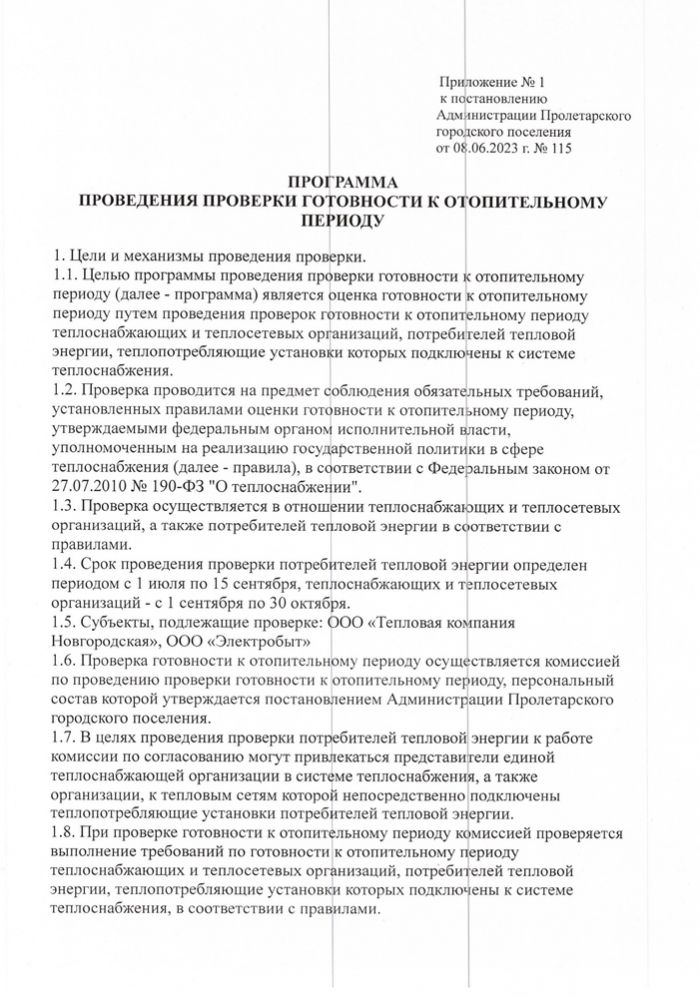 Приложение № 1
к постановлению
Администрации Пролетарского
городского поселения
от 08.06.2023 г. № 115
ПРОГРАММА
ПРОВЕДЕНИЯ ПРОВЕРКИ ГОТОВНОСТИ К ОТОПИТЕЛЬНОМУ
ПЕРИОДУ
1. Цели и механизмы проведения проверки.
1.1. Целью программы проведения проверки готовности к отопительному
периоду (далее - программа) является оценка готовности к отопительному
периоду путем проведения проверок готовности к отопительному периоду
теплоснабжающих и теплосетевых организаций, потребителей тепловой
энергии, теплопотребляющие установки которых подключены к системе
теплоснабжения.
1.2. Проверка проводится на предмет соблюдения обязательных требований,
установленных правилами оценки готовности к отопительному периоду,
утверждаемыми федеральным органом исполнительной власти,
уполномоченным на реализацию государственной политики в сфере
теплоснабжения (далее - правила), в соответствии с Федеральным законом от
27.07.2010 № 190-ФЗ "О теплоснабжении".
1.3. Проверка осуществляется в отношении теплоснабжающих и теплосетевых
организаций, а также потребителей тепловой энергии в соответствии с
правилами.
1.4. Срок проведения проверки потребителей тепловой энергии определен
периодом с 1 июля по 15 сентября, теплоснабжающих и теплосетевых
организаций - с 1 сентября по 30 октября.
1.5. Субъекты, подлежащие проверке: ООО «Тепловая компания
Новгородская», ООО «Электробыт»
1.6. Проверка готовности к отопительному периоду осуществляется комиссией
по проведению проверки готовности к отопительному периоду, персональный
состав которой утверждается постановлением Администрации Пролетарского
городского поселения.
1.7. В целях проведения проверки потребителей тепловой энергии к работе
комиссии по согласованию могут привлекаться представители единой
теплоснабжающей организации в системе теплоснабжения, а также
организации, к тепловым сетям которой непосредственно подключены
теплопотребляющие установки потребителей тепловой энергии.
1.8. При проверке готовности к отопительному периоду комиссией проверяется
выполнение требований по готовности к отопительному периоду
теплоснабжающих и теплосетевых организаций, потребителей тепловой
энергии, теплопотребляющие установки которых подключены к системе
теплоснабжения, в соответствии с правилами.